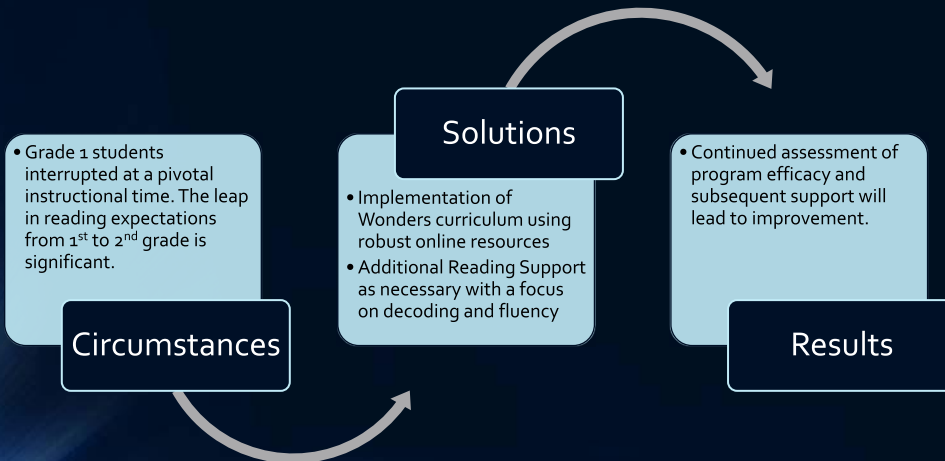 • Grade 1 students
interrupted at a pivotal
instructional time. The leap
in reading expectations
from 1st to 2nd grade is
significant.
Circumstances
Solutions
• Implementation of
Wonders curriculum using
robust online resources
• Additional Reading Support
as necessary with a focus
on decoding and fluency
• Continued assessment of
program efficacy and
subsequent support will
lead to improvement.
Results